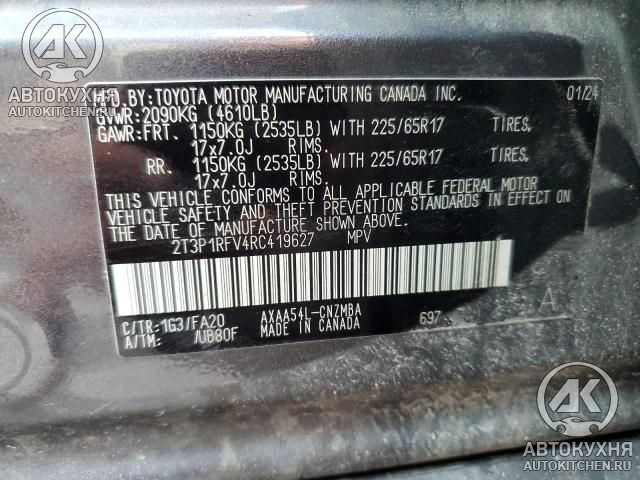 АК
АВТОКУХНЯ
AUTOKITCHEN.RU
M'F'D. BY: TOYOTA MOTOR MANUFACTURING CANADA INC. 01/24
GVWR: 2090KG (4610LB)
GAWR: FRT. 1150KG (2535LB) WITH 225/65R17 TIRES,
17x7.0J RIMS.
RR. 1150KG (2535LB) WITH 225/65R17 TIRES,
17x7.0J RIMS.
THIS VEHICLE CONFORMS TO ALL APPLICABLE FEDERAL MOTOR
VEHICLE SAFETY AND THEFT PREVENTION STANDARDS IN EFFECT ON
THE DATE OF MANUFACTURE SHOWN ABOVE.
2T3P1RFV4RC419627 MPV
C/TR: 1G3/FA20 AXAA54L-CNZMBA 697 A
A/TM: /UB80F MADE IN CANADA
АК
АВТОКУХНЯ
AUTOKITCHEN.RU